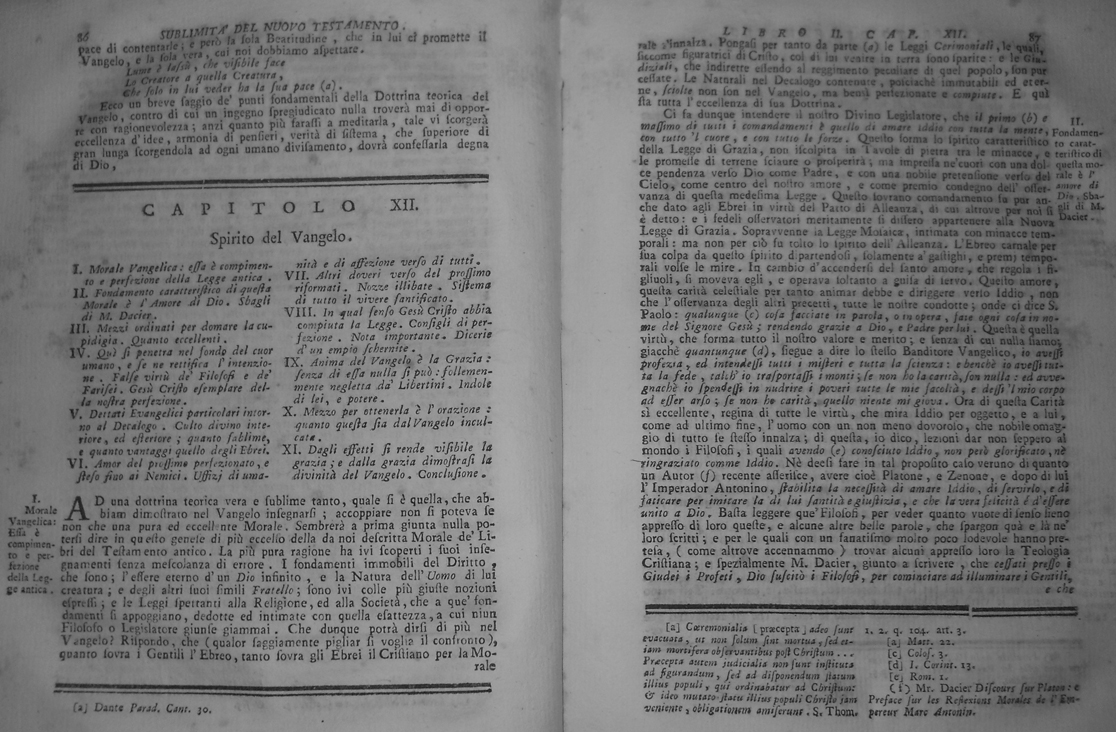 86 SUBLIMITA' DEL NUOVO TESTAMENTO.
pace di contentarle; e però la sola Beatitudine, che in lui ci promette il
Vangelo, e la sola vera, cui noi dobbiamo aspettare.
Lume è lassù, che visibile face
Lo Creatore a quella Creatura,
Che solo in lui veder ha la sua pace (a).
Ecco un breve saggio de' punti fondamentali della Dottrina teorica del
Vangelo, contro di cui un ingegno spregiudicato nulla troverà mai di oppor-
re con ragionevolezza; anzi quanto più farassi a meditarla, tale vi scorgerà
eccellenza d'idee, armonia di pensieri, verità di sistema, che superiore di
gran lunga scorgendola ad ogni umano divisamento, dovrà confessarla degna
di Dio,
CAPITOLO XII.
Spirito del Vangelo.
I. Morale Vangelica: essa è compimen-
to e perfezione della Legge antica.
II. Fondamento caratteristico di questa
Morale è l'Amore di Dio. Sbagli
di M. Dacier.
III. Mezzi ordinati per domare la cu-
pidigia. Quanto eccellenti.
IV. Quì si penetra nel fondo del cuor
umano, e se ne rettifica l'intenzio-
ne. False virtù de' Filosofi e de'
Farisei. Gesù Cristo esemplare del-
la nostra perfezione.
V. Dettati Evangelici particolari intor-
no al Decalogo. Culto divino inte-
riore, ed esteriore; quanto sublime,
e quanto vantaggi quello degli Ebrei.
VI. Amor del prossimo perfezionato, e
steso fino ai Nemici. Uffizj di uma-
nità e di affezione verso di tutti.
VII. Altri doveri verso del prossimo
riformati. Nozze illibate. Sistema
di tutto il vivere santificato.
VIII. In qual senso Gesù Cristo abbia
compiuta la Legge. Consigli di per-
fezione. Nota importante. Dicerie
d'un empio schernite.
IX. Anima del Vangelo è la Grazia:
senza di essa nulla si può: follemen-
mente negletta da' Libertini. Indole
di lei, e potere.
X. Mezzo per ottenerla è l'orazione:
quanto questa sia dal Vangelo incul-
cata.
XI. Dagli effetti si rende visibile la
grazia; e dalla grazia dimostrasi la
divinità del Vangelo. Conclusione.
I.
Morale
Vangelica:
Essa è
compimen-
to e per-
fezione
della Leg-
ge antica.
AD una dottrina teorica vera e sublime tanto, quale si è quella, che ab-
biam dimostrato nel Vangelo insegnarsi; accoppiare non si poteva se
non che una pura ed eccellente Morale. Sembrerà a prima giunta nulla po-
tersi dire in questo genere di più eccelso della da noi descritta Morale de' Li-
bri del Testamento antico. La più pura ragione ha ivi scoperti i suoi inse-
gnamenti senza mescolanza di errore. I fondamenti immobili del Diritto,
che sono; l'essere eterno d'un Dio infinito, e la Natura dell'Uomo di lui
creatura; e degli altri suoi simili Fratello; sono ivi colle più giuste nozioni
espressi; e le Leggi spettanti alla Religione, ed alla Società, che a que' fon-
damenti si appoggiano, dedotte ed intimate con quella esattezza, a cui niun
Filosofo o Legislatore giunse giammai. Che dunque potrà dirsi di più nel
Vangelo? Rispondo, che (qualor saggiamente pigliar si voglia il confronto),
quanto sovra i Gentili l'Ebreo, tanto sovra gli Ebrei il Cristiano per la Mo-
rale
[a] Dante Parad. Cant. 30.
LIBRO II. CAP. XII. 87
rale s'innalza. Pongasi per tanto da parte (a) le Leggi Cerimoniali, le quali,
siccome figuratrici di Cristo, col di lui venire in terra sono sparite: e le Giu-
diziali, che indirette essendo al reggimento peculiare di quel popolo, son pur
cessate. Le Naturali nel Decalogo contenute, poichè immutabili ed eter-
ne, sciolte non son nel Vangelo, ma bensì perfezionate e compiute. E quì
sta tutta l'eccellenza di sua Dottrina.
Ci fa dunque intendere il nostro Divino Legislatore, che il primo (b) e
massimo di tutti i comandamenti è quello di amare Iddio con tutta la mente,
con tutto 'l cuore, e con tutte le forze. Quello forma lo spirito caratteristico
della Legge di Grazia, non iscolpita in Tavole di pietra tra le minacce, e
le promesse di terrene sciaure o prosperità; ma impressa ne' cuori con una dol-
ce pendenza verso Dio come Padre, e con una nobile pretensione verso del
Cielo, come centro del nostro amore, e come premio condegno dell' osser-
vanza di questa medesima Legge. Questo sovrano comandamento fu pur an-
che dato agli Ebrei in virtù del Patto di Alleanza, di cui altrove per noi si
è detto: e i fedeli osservatori meritamente si differo appartenere alla Nuova
Legge di Grazia. Sopravvenne la Legge Mosaica, intimata con minacce tem-
porali: ma non per ciò fu tolto lo spirito dell'Alleanza. L'Ebreo carnale per
sua colpa da questo spirito dipartendosi, solamente a' gastighi, e premj tempo-
rali volse le mire. In cambio d'accendersi del santo amore, che regola i fi-
gliuoli, si moveva egli, e operava soltanto a guisa di servo. Quello amore,
questa carità celestiale per tanto animar debbe e diriggere verso Iddio, non
che l'osservanza degli altri precetti, tutte le nostre condotte; onde ci dice S.
Paolo: qualunque (c) cosa facciate in parola, o in opera, fate ogni cosa in no-
me del Signore Gesù; rendendo grazie a Dio, e Padre per lui. Questa è quella
virtù, che forma tutto il nostro valore e merito; e senza di cui nulla siamo;
giacchè quantunque (d), siegue a dire lo stesso Banditore Vangelico, io avessi
profezia, ed intendessi tutti i misteri e tutta la scienza: e benchè io avessi tut-
ta la fede, talch'io trasportassi i monti; se non ho la carità, son nulla: ed avve-
gnachè io spendessi in nudrire i poveri tutte le mie facoltà, e dessi 'l mio corpo
ad esser arso; se non ho carità, quello niente mi giova. Ora di questa Carità
sì eccellente, regina di tutte le virtù, che mira Iddio per oggetto, e a lui,
come ad ultimo fine, l'uomo con un non meno dovorolo, che nobile omag-
gio di tutto se stesso innalza; di questa, io dico, lezioni dar non seppero al
mondo i Filosofi, i quali avendo (e) conosciuto Iddio, non però glorificato, nè
ringraziato comme Iddio. Nè deesi fare in tal proposito caso veruno di quanto
un Autor (f) recente asserisce, avere cioè Platone, e Zenone, e dopo di lui
l'Imperador Antonino, stabilita la necessità di amare Iddio, di servirlo, e di
faticare per imitare la di lui santità e giustizia, e che la vera felicità è d'essere
unito a Dio. Basta leggere que' Filosofi, per veder quanto vuote di senso sieno
appresso di loro queste, e alcune altre belle parole, che spargon quà e là ne'
loro scritti; e per le quali con un fanatismo molto poco lodevole hanno pre-
tesa, (come altrove accennammo) trovar alcuni appresso loro la Teologia
Cristiana; e spezialmente M. Dacier, giunto a scrivere, che cessati presso i
Giudei i Profeti, Dio suscitò i Filosofi, per cominciare ad illuminare i Gentili,
e che
II.
Fondamen-
to carat-
teristico di
questa mo-
rale è l'
amore di
Dio. Sba-
gli di M.
Dacier.
[a] Cæremonialia [præcepta] adeo sunt
evacuata, ut non solum sint mortua, sed et-
iam mortifera observantibus post Christum...
Præcepta autem judicialia non sunt instituta
ad figurandum, sed ad disponendum statum
illius populi, qui ordinabatur ad Christum:
& ideo mutato statu illius populi Christo jam
veniente, obligationem amiserunt. S. Thom.
1. 2. q. 104. art. 3.
[a] Matt. 22.
[c] Colos. 3.
[d] I. Corint. 13.
[e] Rom. 1.
(i) Mr. Dacier Discours sur Platon: e
Preface sur les Reflexions Morales de l'Em-
pereur Marc Antonin.